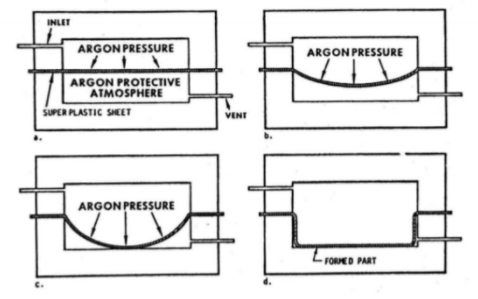 INLET
ARGON PRESSURE
ARGON PROTECTIVE
ATMOSPHERE
SUPER PLASTIC SHEET
VENT
a.
ARGON PRESSURE
b.
ARGON PRESSURE
c.
FORMED PART
d.